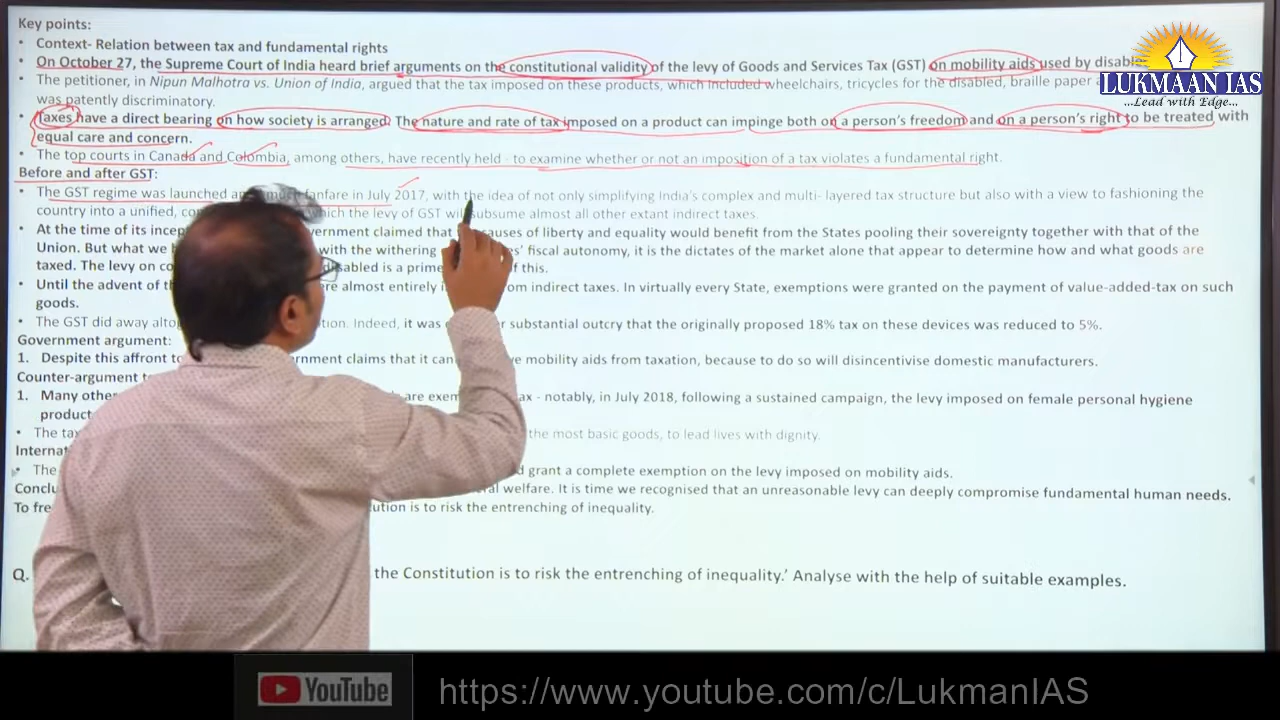 Key points:
• Context- Relation between tax and fundamental rights
• On October 27, the Supreme Court of India heard brief arguments on the constitutional validity of the levy of Goods and Services Tax (GST) on mobility aids used by
• The petitioner, in Nipun Malhotra vs. Union of India, argued that the tax imposed on these products, which included wheelchairs, tricycles for the disabled, braille paper
was patently discriminatory.
• Taxes have a direct bearing on how society is arranged. The nature and rate of tax imposed on a product can impinge both on a person's freedom and on a person's right to be treated with
equal care and concern.
• The top courts in Canada and Colombia, among others, have recently held - to examine whether or not an imposition of a tax violates a fundamental right.
Before and after GST:
• The GST regime was launched fanfare in July 2017, with the idea of not only simplifying India's complex and multi- layered tax structure but also with a view to fashioning the
country into a unified, which the levy of GST subsume almost all other extant indirect taxes.
• At the time of its claimed that of liberty and equality would benefit from the States pooling their sovereignty together with that of the
Union. But what we with the withering fiscal autonomy, it is the dictates of the market alone that appear to determine how and what goods are
taxed. The levy on is a prime of this.
• Until the advent of almost entirely from indirect taxes. In virtually every State, exemptions were granted on the payment of value-added-tax on such
goods.
• The GST did away Indeed, it was substantial outcry that the originally proposed 18% tax on these devices was reduced to 5%.
Government argument:
1. Despite this affront claims that it mobility aids from taxation, because to do so will disincentivise domestic manufacturers.
Counter-argument
1. Many other are - notably, in July 2018, following a sustained campaign, the levy imposed on female personal hygiene
• The the most basic goods, to lead lives with dignity.
• The grant a complete exemption on the levy imposed on mobility aids.
welfare. It is time we recognised that an unreasonable levy can deeply compromise fundamental human needs.
To is to risk the entrenching of inequality.
Q. the Constitution is to risk the entrenching of inequality.' Analyse with the help of suitable examples.
LUKMAAN IAS
...Lead with Edge...
YouTube
https://www.youtube.com/c/LukmanIAS